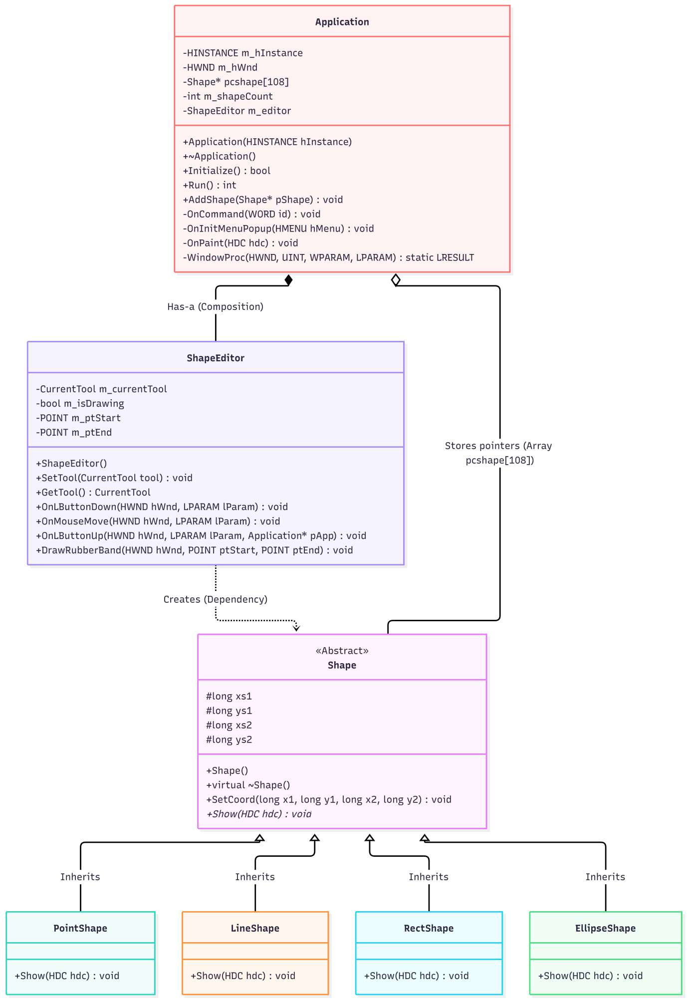 Application
-HINSTANCE m_hInstance
-HWND m_hWnd
-Shape* pcshape[108]
-int m_shapeCount
-ShapeEditor m_editor
+Application(HINSTANCE hInstance)
+~Application()
+Initialize() : bool
+Run() : int
+AddShape(Shape* pShape) : void
-OnCommand(WORD id) : void
-OnInitMenuPopup(HMENU hMenu) : void
-OnPaint(HDC hdc) : void
-WindowProc(HWND, UINT, WPARAM, LPARAM) : static LRESULT
Has-a (Composition)
ShapeEditor
-CurrentTool m_currentTool
-bool m_isDrawing
-POINT m_ptStart
-POINT m_ptEnd
+ShapeEditor()
+SetTool(CurrentTool tool) : void
+GetTool() : CurrentTool
+OnLButtonDown(HWND hWnd, LPARAM lParam) : void
+OnMouseMove(HWND hWnd, LPARAM lParam) : void
+OnLButtonUp(HWND hWnd, LPARAM lParam, Application* pApp) : void
+DrawRubberBand(HWND hWnd, POINT ptStart, POINT ptEnd) : void
Stores pointers (Array
pcshape[108])
Creates (Dependency)
«Abstract»
Shape
#long xs1
#long ys1
#long xs2
#long ys2
+Shape()
+virtual ~Shape()
+SetCoord(long x1, long y1, long x2, long y2) : void
+Show(HDC hdc) : void
Inherits
Inherits
Inherits
Inherits
PointShape
+Show(HDC hdc) : void
LineShape
+Show(HDC hdc) : void
RectShape
+Show(HDC hdc) : void
EllipseShape
+Show(HDC hdc) : void